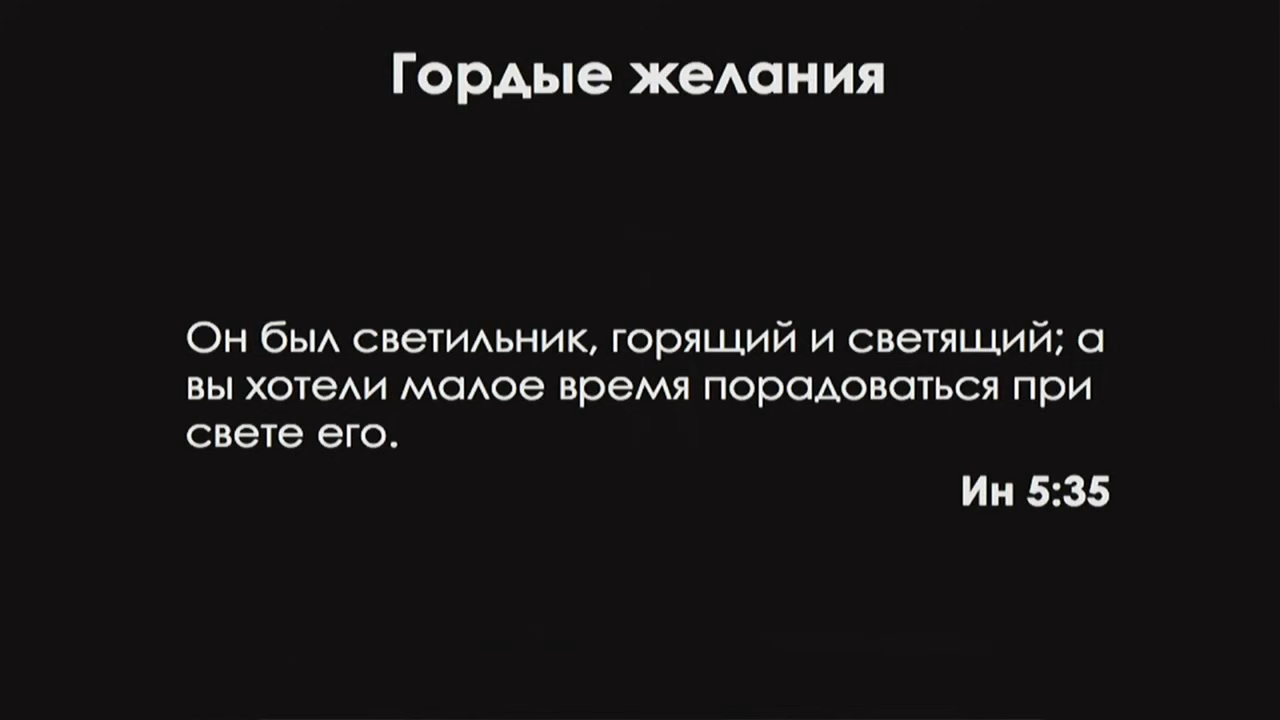 Гордые желания
Он был светильник, горящий и светящий; а
вы хотели малое время порадоваться при
свете его.
Ин 5:35